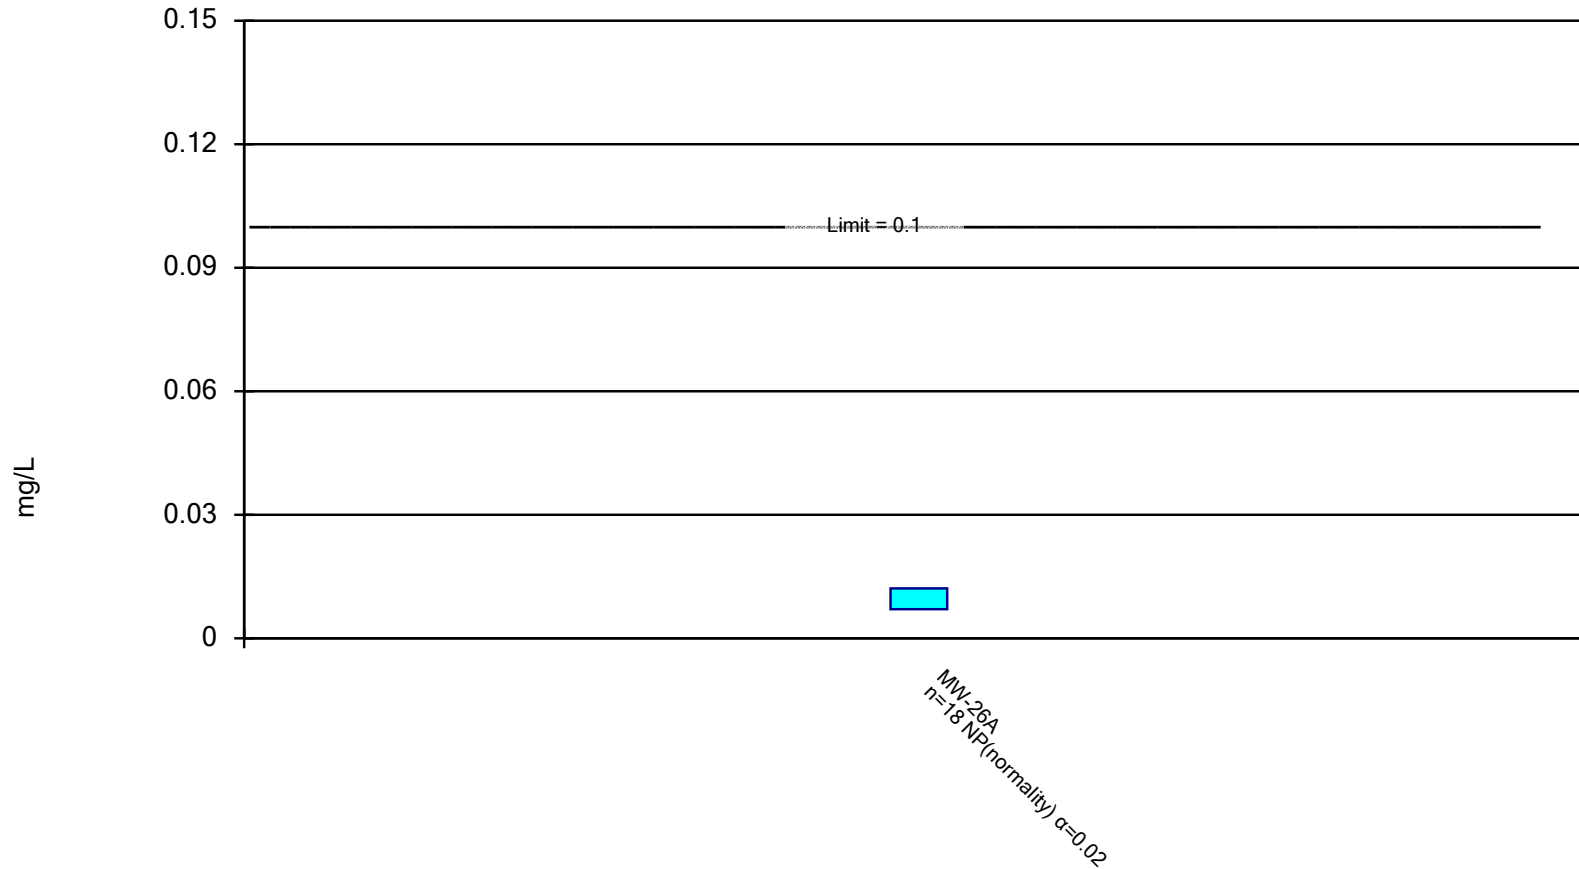 0.15
0.12
Limit = 0.1
0.09
0.06
mg/L
0.03
0
MW-26A
n=18 NP(normality) α=0.02